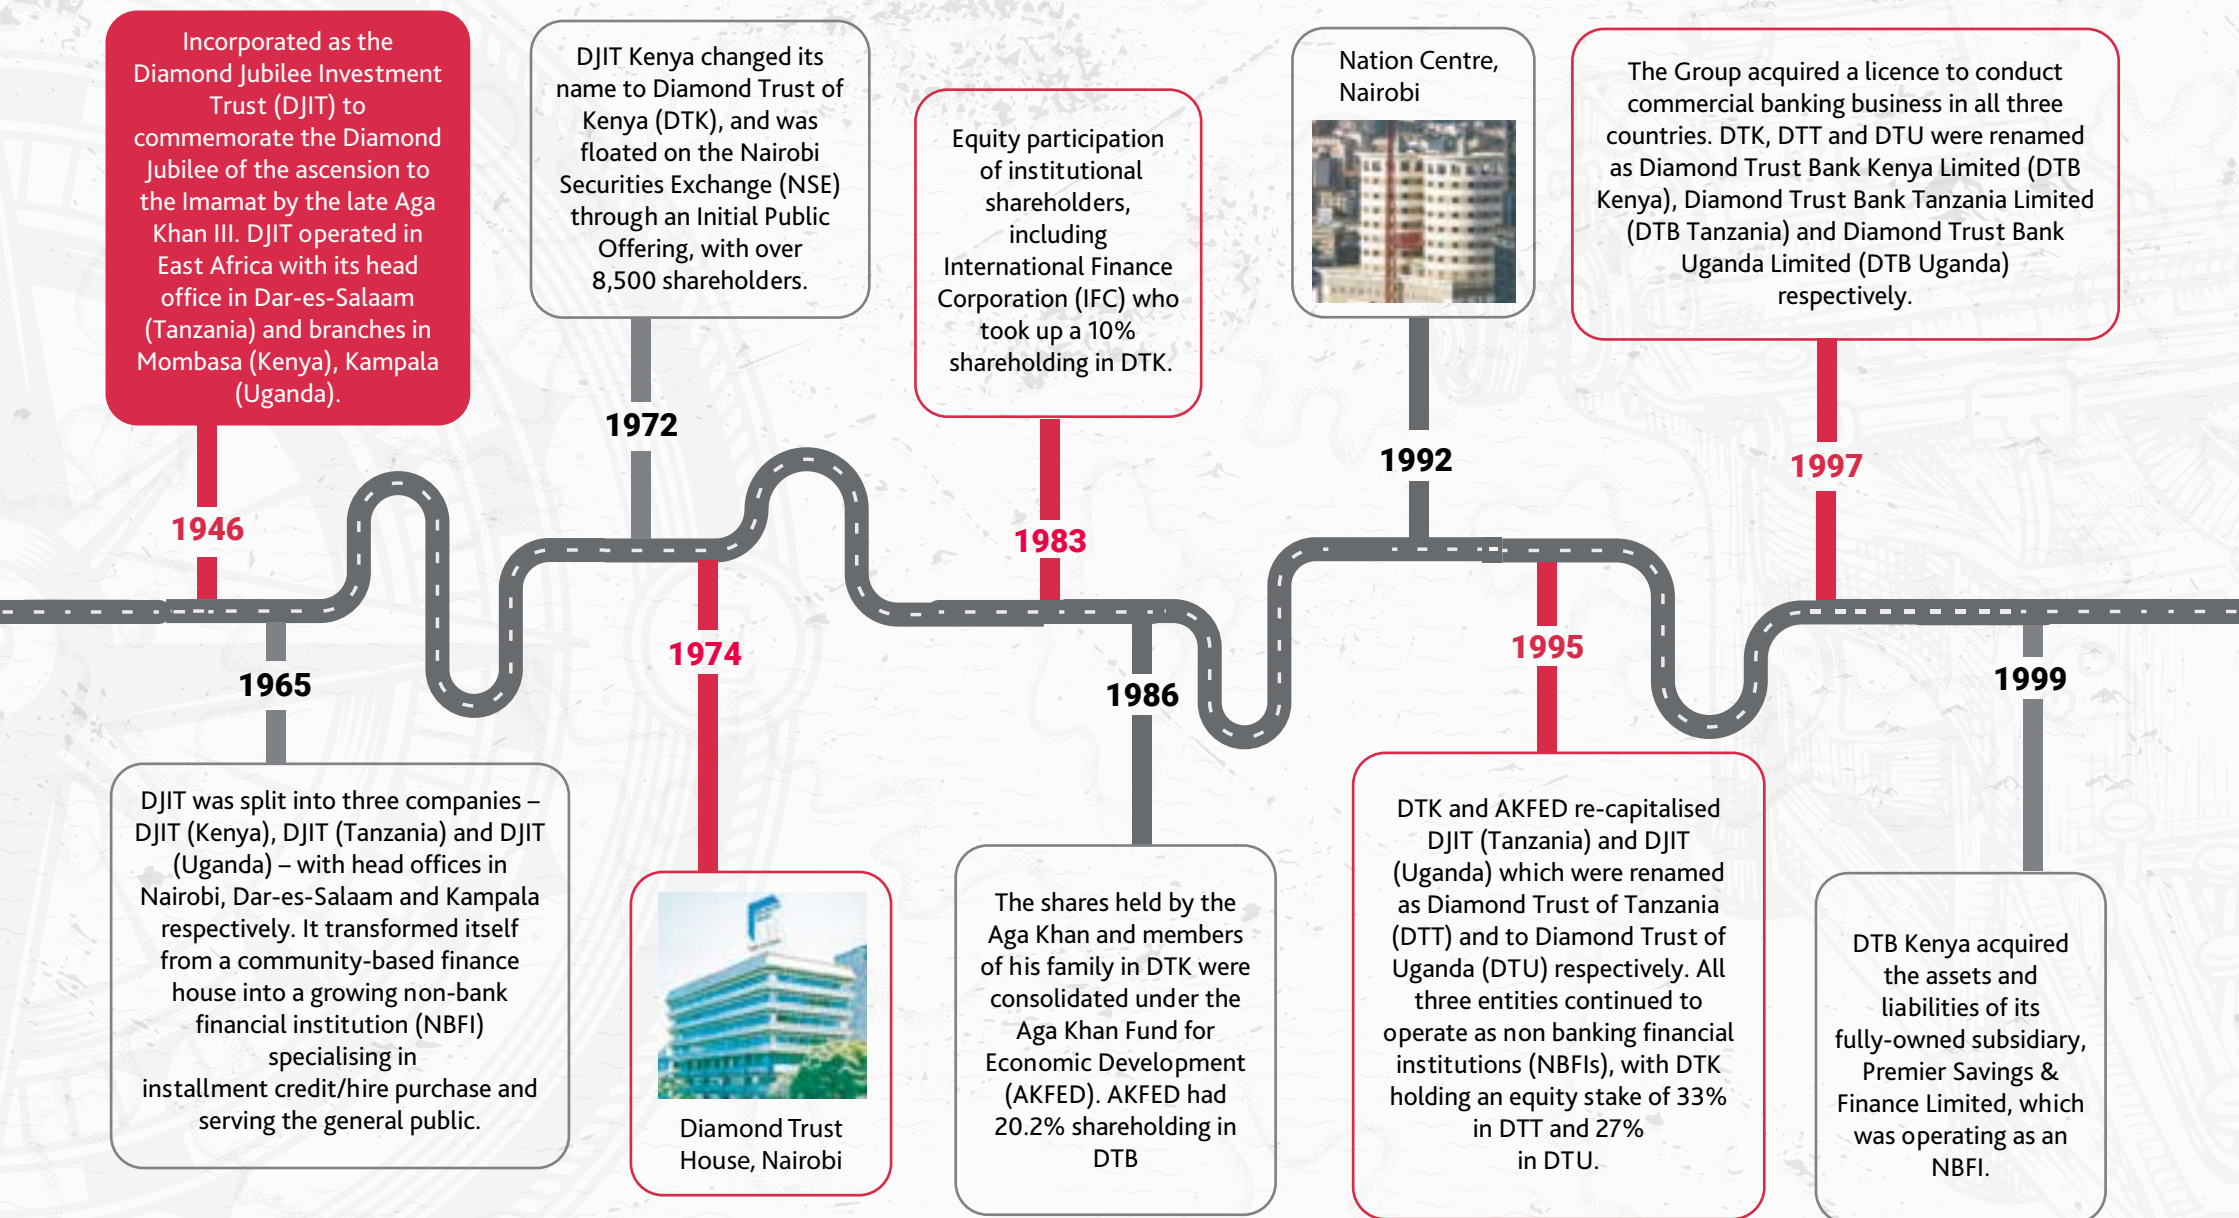 Incorporated as the
Diamond Jubilee Investment
Trust (DJIT) to
commemorate the Diamond
Jubilee of the ascension to
the Imamat by the late Aga
Khan III. DJIT operated in
East Africa with its head
office in Dar-es-Salaam
(Tanzania) and branches in
Mombasa (Kenya), Kampala
(Uganda).
1946
1965
DJIT was split into three companies –
DJIT (Kenya), DJIT (Tanzania) and DJIT
(Uganda) – with head offices in
Nairobi, Dar-es-Salaam and Kampala
respectively. It transformed itself
from a community-based finance
house into a growing non-bank
financial institution (NBFI)
specialising in
installment credit/hire purchase and
serving the general public.
DJIT Kenya changed its
name to Diamond Trust of
Kenya (DTK), and was
floated on the Nairobi
Securities Exchange (NSE)
through an Initial Public
Offering, with over
8,500 shareholders.
1972
1974
Diamond Trust
House, Nairobi
Equity participation
of institutional
shareholders,
including
International Finance
Corporation (IFC) who
took up a 10%
shareholding in DTK.
1983
1986
The shares held by the
Aga Khan and members
of his family in DTK were
consolidated under the
Aga Khan Fund for
Economic Development
(AKFED). AKFED had
20.2% shareholding in
DTB
Nation Centre,
Nairobi
1992
1995
DTK and AKFED re-capitalised
DJIT (Tanzania) and DJIT
(Uganda) which were renamed
as Diamond Trust of Tanzania
(DTT) and to Diamond Trust of
Uganda (DTU) respectively. All
three entities continued to
operate as non banking financial
institutions (NBFIs), with DTK
holding an equity stake of 33%
in DTT and 27%
in DTU.
The Group acquired a licence to conduct
commercial banking business in all three
countries. DTK, DTT and DTU were renamed
as Diamond Trust Bank Kenya Limited (DTB
Kenya), Diamond Trust Bank Tanzania Limited
(DTB Tanzania) and Diamond Trust Bank
Uganda Limited (DTB Uganda)
respectively.
1997
1999
DTB Kenya acquired
the assets and
liabilities of its
fully-owned subsidiary,
Premier Savings &
Finance Limited, which
was operating as an
NBFI.